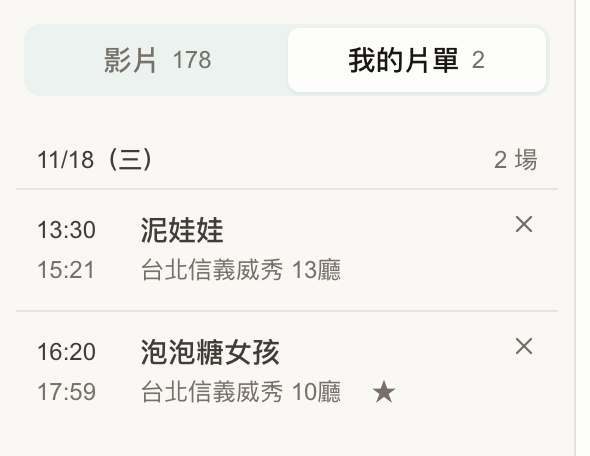 影片 178 我的片單 2
11/18（三） 2 場
13:30 泥娃娃
15:21 台北信義威秀 13廳
16:20 泡泡糖女孩
17:59 台北信義威秀 10廳 ★